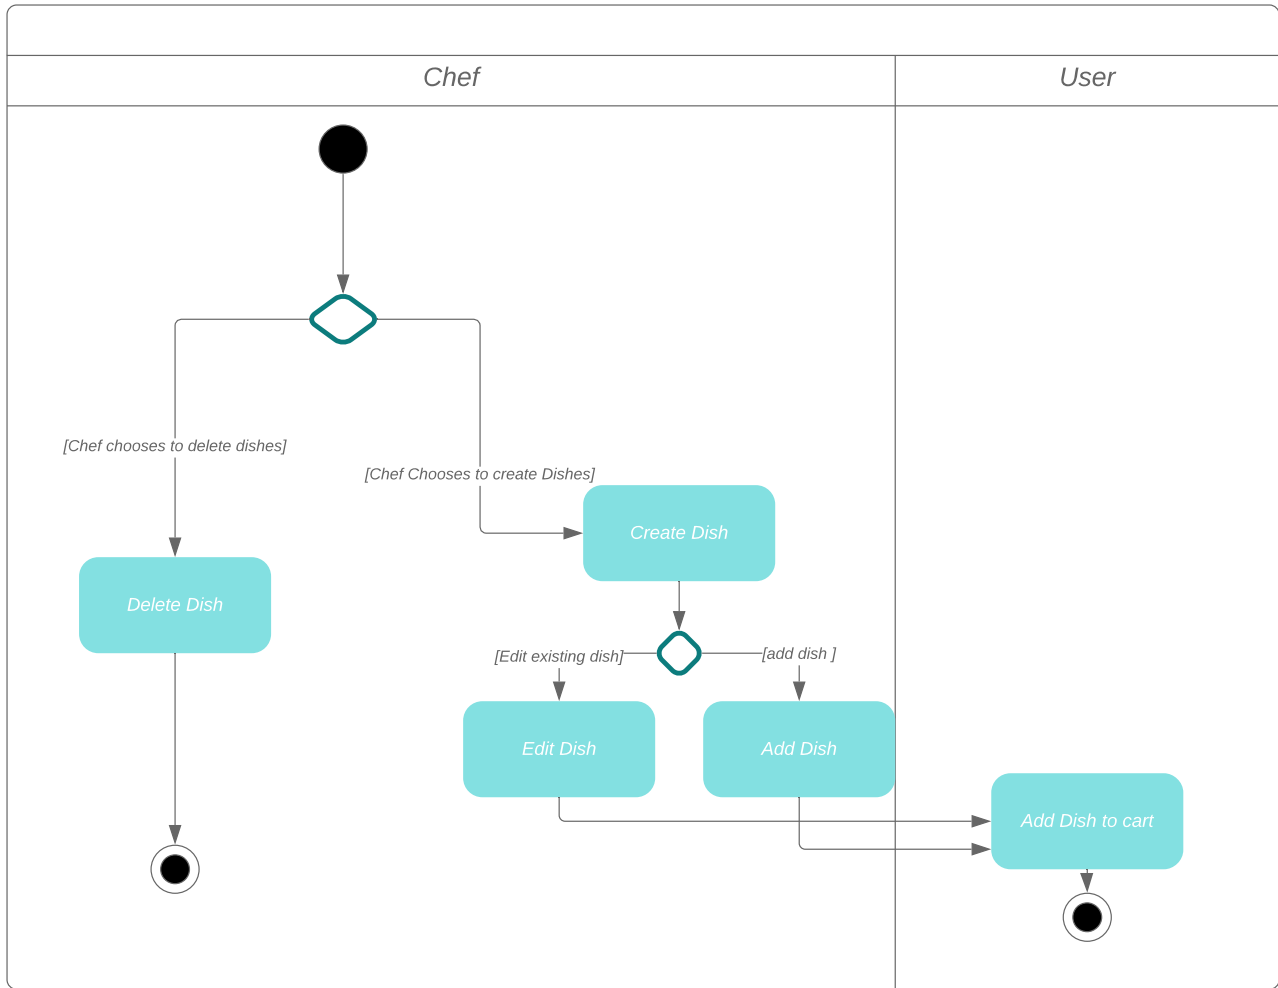 Chef
User
[Chef chooses to delete dishes]
[Chef Chooses to create Dishes]
Create Dish
Delete Dish
[Edit existing dish]
[add dish ]
Edit Dish
Add Dish
Add Dish to cart